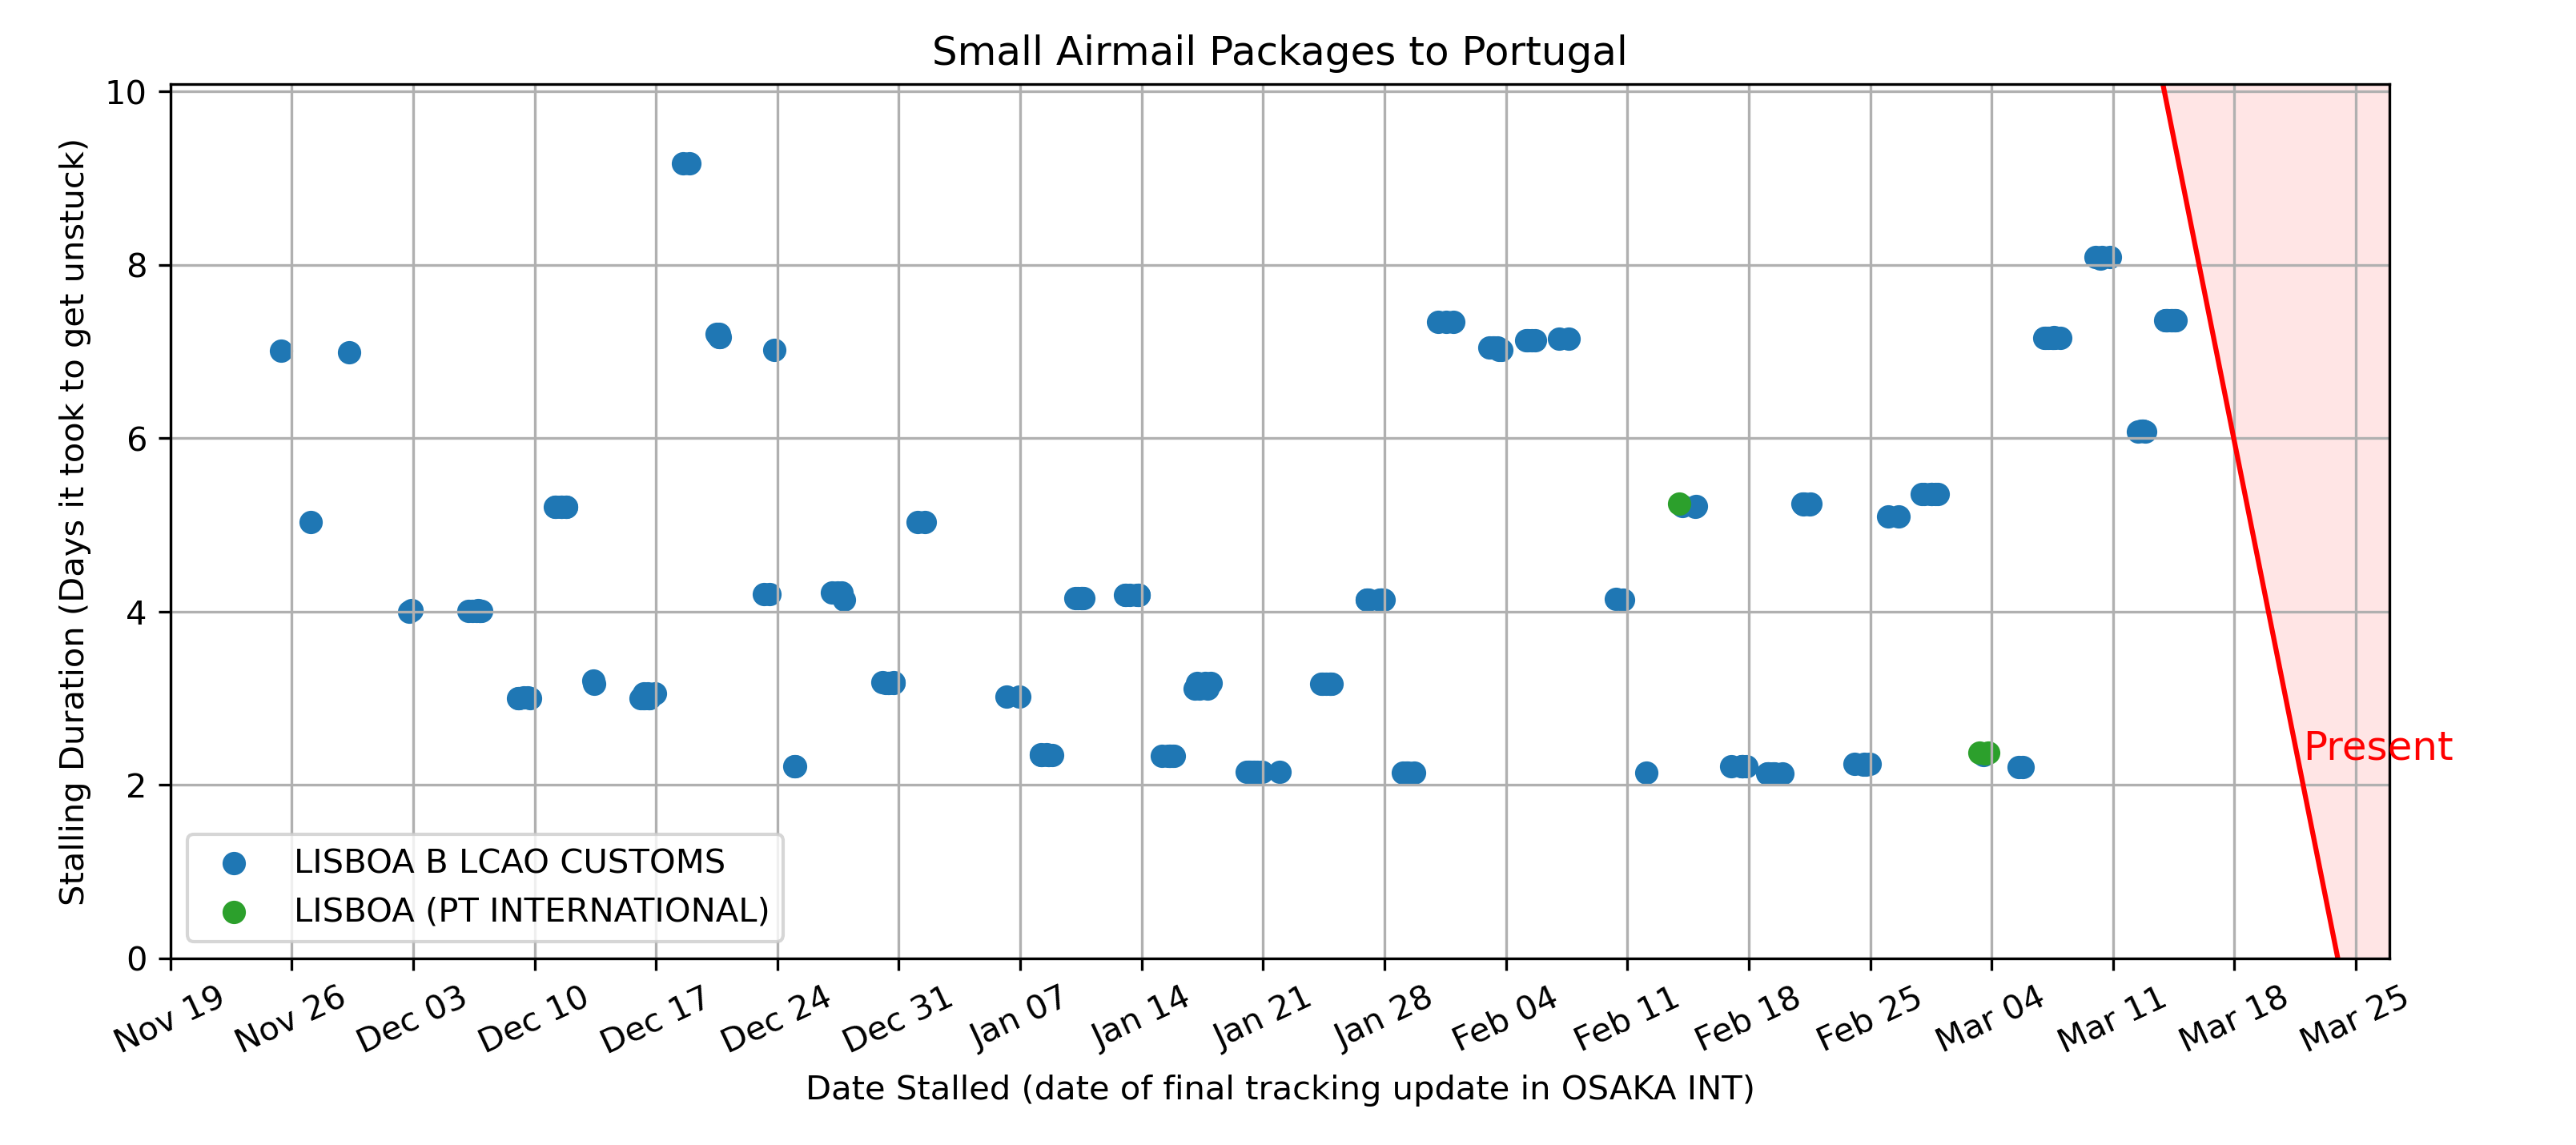 Small Airmail Packages to Portugal
Stalling Duration (Days it took to get unstuck)
10
8
6
4
2
0
Present
LISBOA B LCAO CUSTOMS
LISBOA (PT INTERNATIONAL)
Nov 19
Nov 26
Dec 03
Dec 10
Dec 17
Dec 24
Dec 31
Jan 07
Jan 14
Jan 21
Jan 28
Feb 04
Feb 11
Feb 18
Feb 25
Mar 04
Mar 11
Mar 18
Mar 25
Date Stalled (date of final tracking update in OSAKA INT)